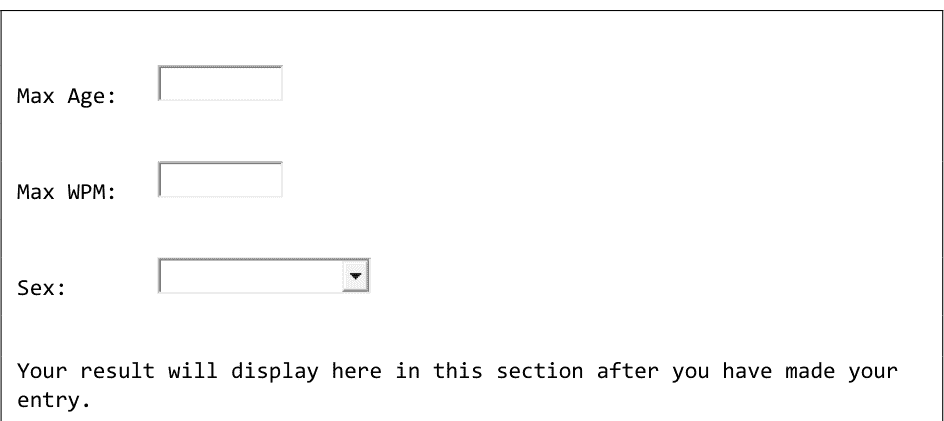 Max Age:
Max WPM:
Sex:
Your result will display here in this section after you have made your
entry.